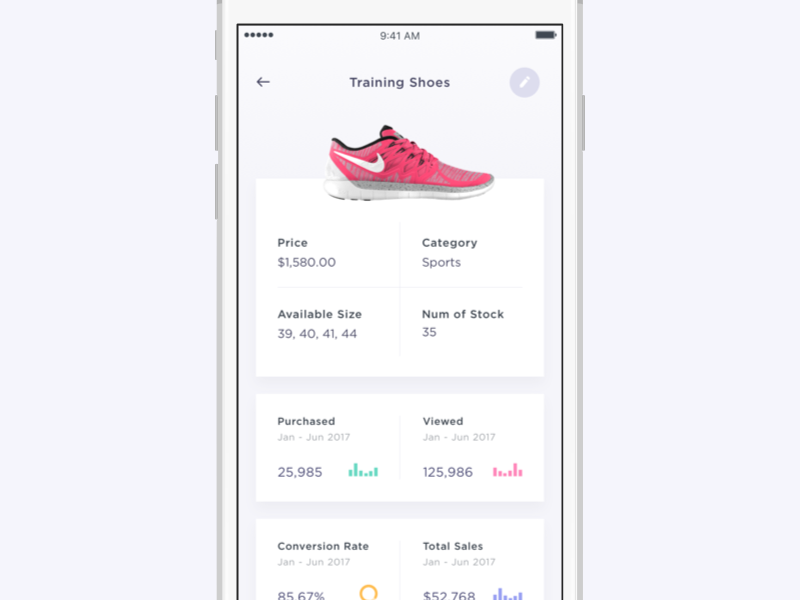 9:41 AM
Training Shoes
Price
$1,580.00
Category
Sports
Available Size
39, 40, 41, 44
Num of Stock
35
Purchased
Jan - Jun 2017
25,985
Viewed
Jan - Jun 2017
125,986
Conversion Rate
Jan - Jun 2017
85.67%
Total Sales
Jan - Jun 2017
$52,768